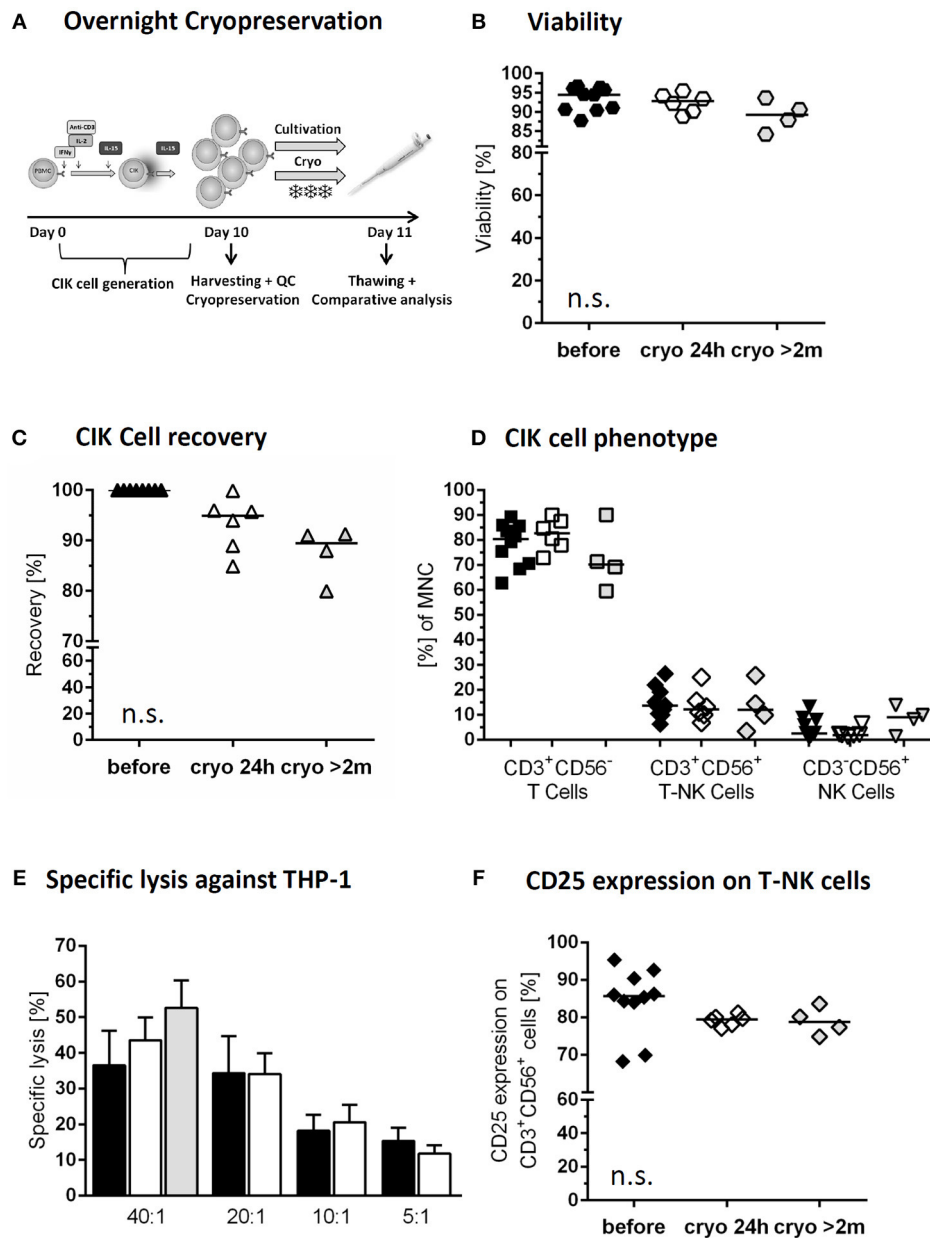 A Overnight Cryopreservation
Anti-CD3
IL-2
IFNγ
IL-15
IL-15
PBMC
CIK
Cultivation
Cryo
Day 0
Day 10
Day 11
CIK cell generation
Harvesting + QC
Cryopreservation
Thawing +
Comparative analysis
B Viability
Viability [%]
100
95
90
85
80
60
40
20
0
n.s.
before cryo 24h cryo >2m
C CIK Cell recovery
Recovery [%]
100
90
80
70
60
50
40
30
20
10
0
n.s.
before cryo 24h cryo >2m
D CIK cell phenotype
[%] of MNC
100
90
80
70
60
50
40
30
20
10
0
CD3⁺CD56⁻ CD3⁺CD56⁺ CD3⁻CD56⁺
T Cells T-NK Cells NK Cells
E Specific lysis against THP-1
Specific lysis [%]
70
60
50
40
30
20
10
0
40:1 20:1 10:1 5:1
F CD25 expression on T-NK cells
CD25 expression on
CD3⁺CD56⁺ cells [%]
100
90
80
70
60
40
20
0
n.s.
before cryo 24h cryo >2m